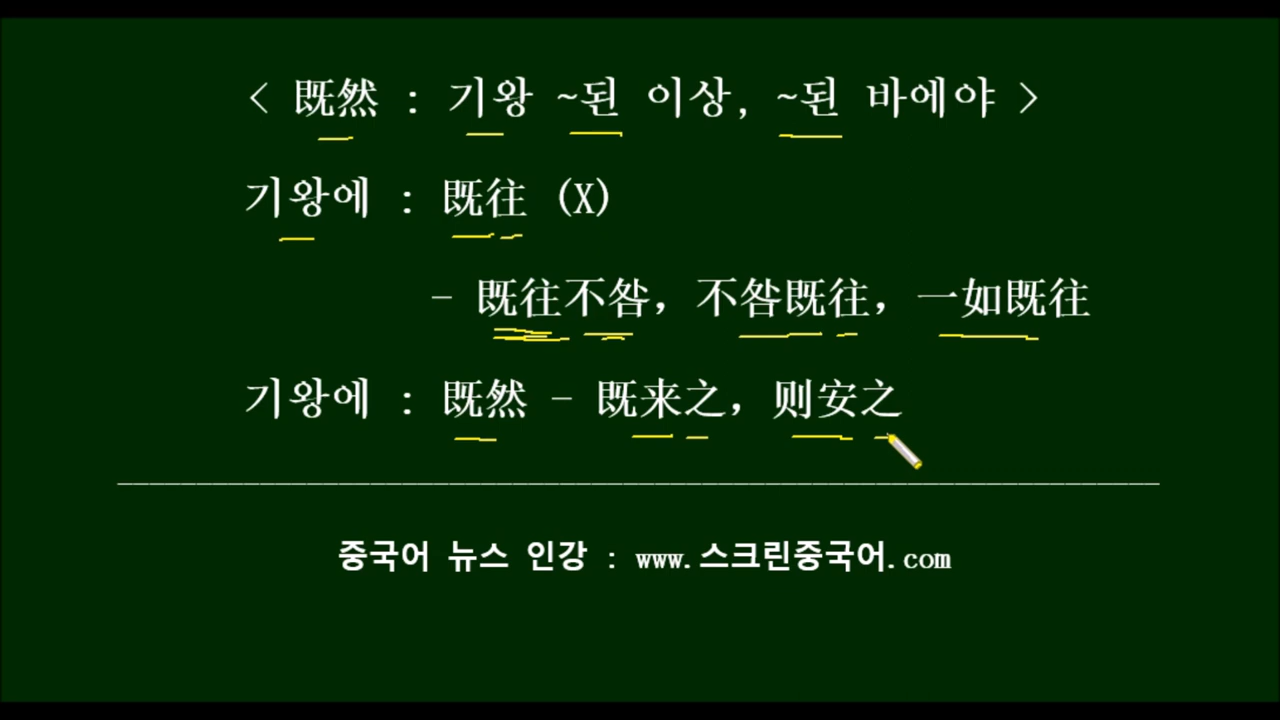 < 既然 : 기왕 ~된 이상, ~된 바에야 >
기왕에 : 既往 (X)
- 既往不咎, 不咎既往, 一如既往
기왕에 : 既然 - 既来之, 则安之
중국어 뉴스 인강 : www.스크린중국어.com